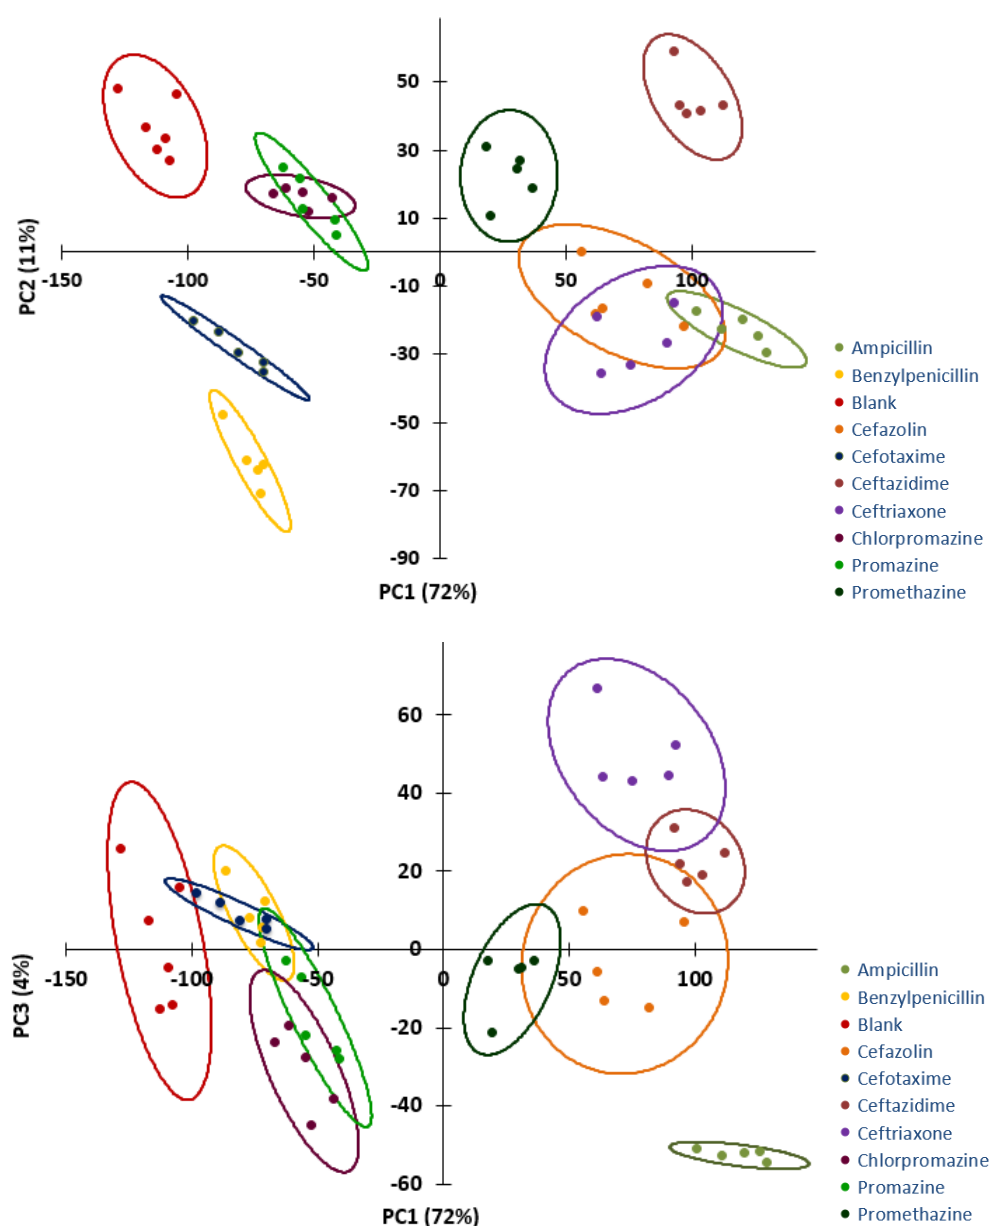 50
30
10
-150
-100
-50
0
50
100
-10
-30
-50
-70
-90
PC2 (11%)
PC1 (72%)
Ampicillin
Benzylpenicillin
Blank
Cefazolin
Cefotaxime
Ceftazidime
Ceftriaxone
Chlorpromazine
Promazine
Promethazine
60
40
20
0
-150
-100
-50
50
100
-20
-40
-60
PC3 (4%)
PC1 (72%)
Ampicillin
Benzylpenicillin
Blank
Cefazolin
Cefotaxime
Ceftazidime
Ceftriaxone
Chlorpromazine
Promazine
Promethazine